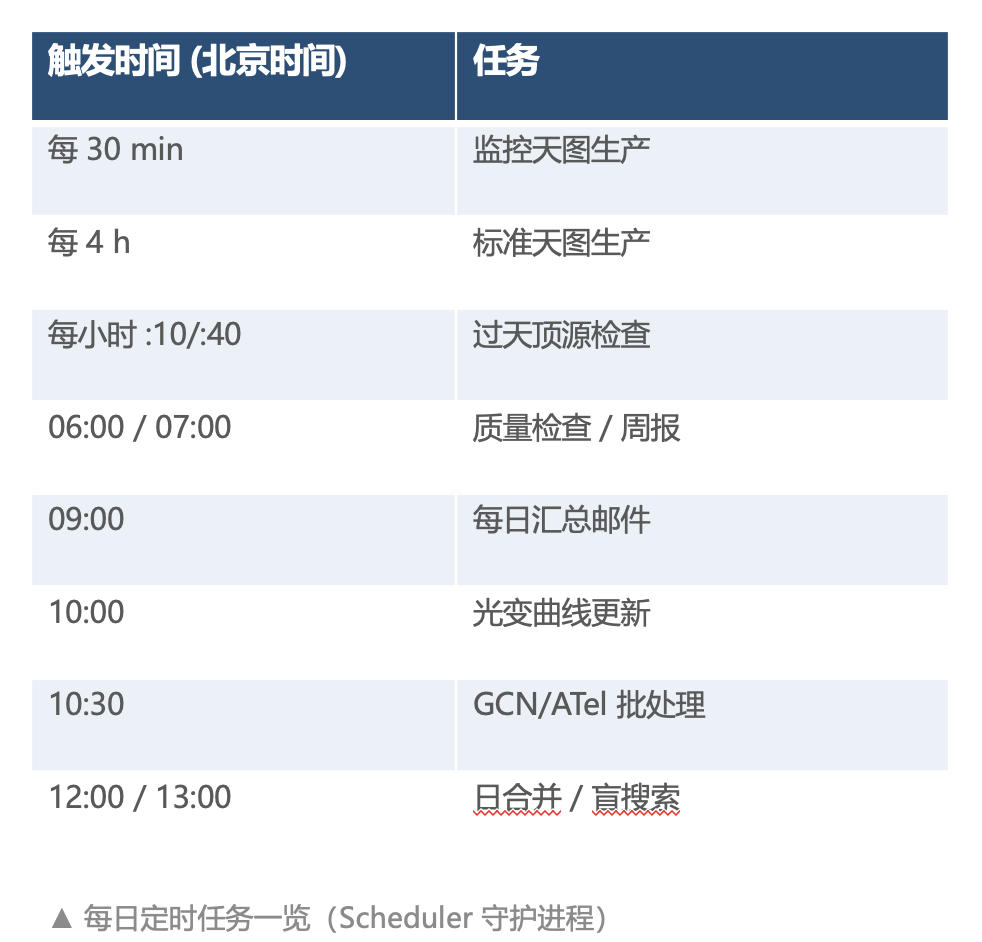 触发时间 (北京时间) 任务
每 30 min 监控天图生产
每 4 h 标准天图生产
每小时 :10/:40 过天顶源检查
06:00 / 07:00 质量检查 / 周报
09:00 每日汇总邮件
10:00 光变曲线更新
10:30 GCN/ATel 批处理
12:00 / 13:00 日合并 / 盲搜索
▲ 每日定时任务一览（Scheduler 守护进程）